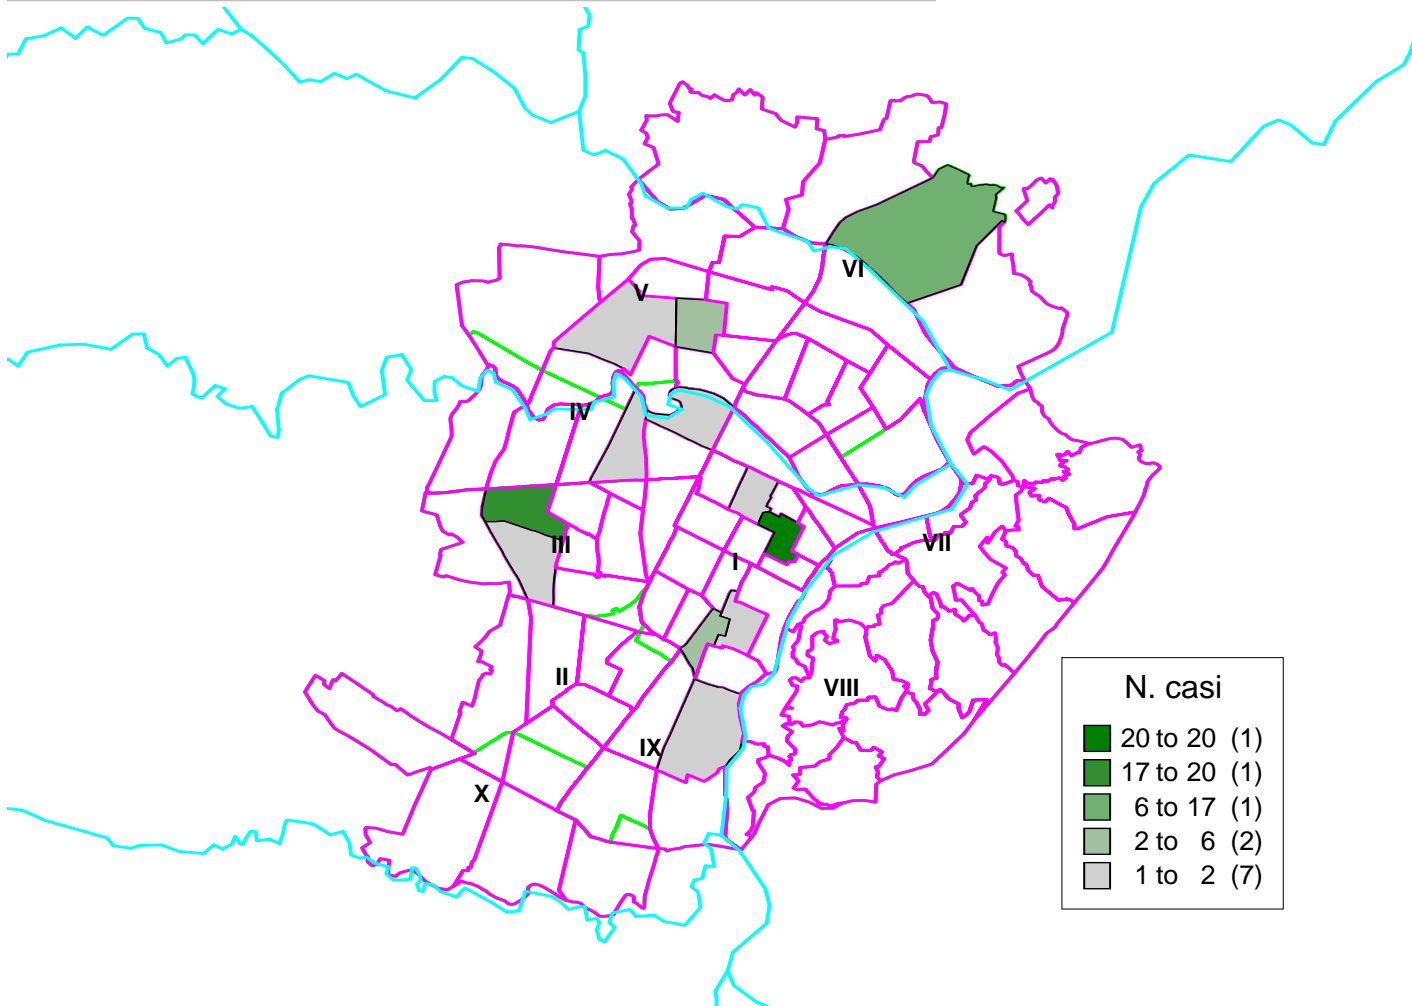 VI
V
IV
III
VII
I
II
VIII
IX
X
N. casi
20 to 20 (1)
17 to 20 (1)
6 to 17 (1)
2 to 6 (2)
1 to 2 (7)